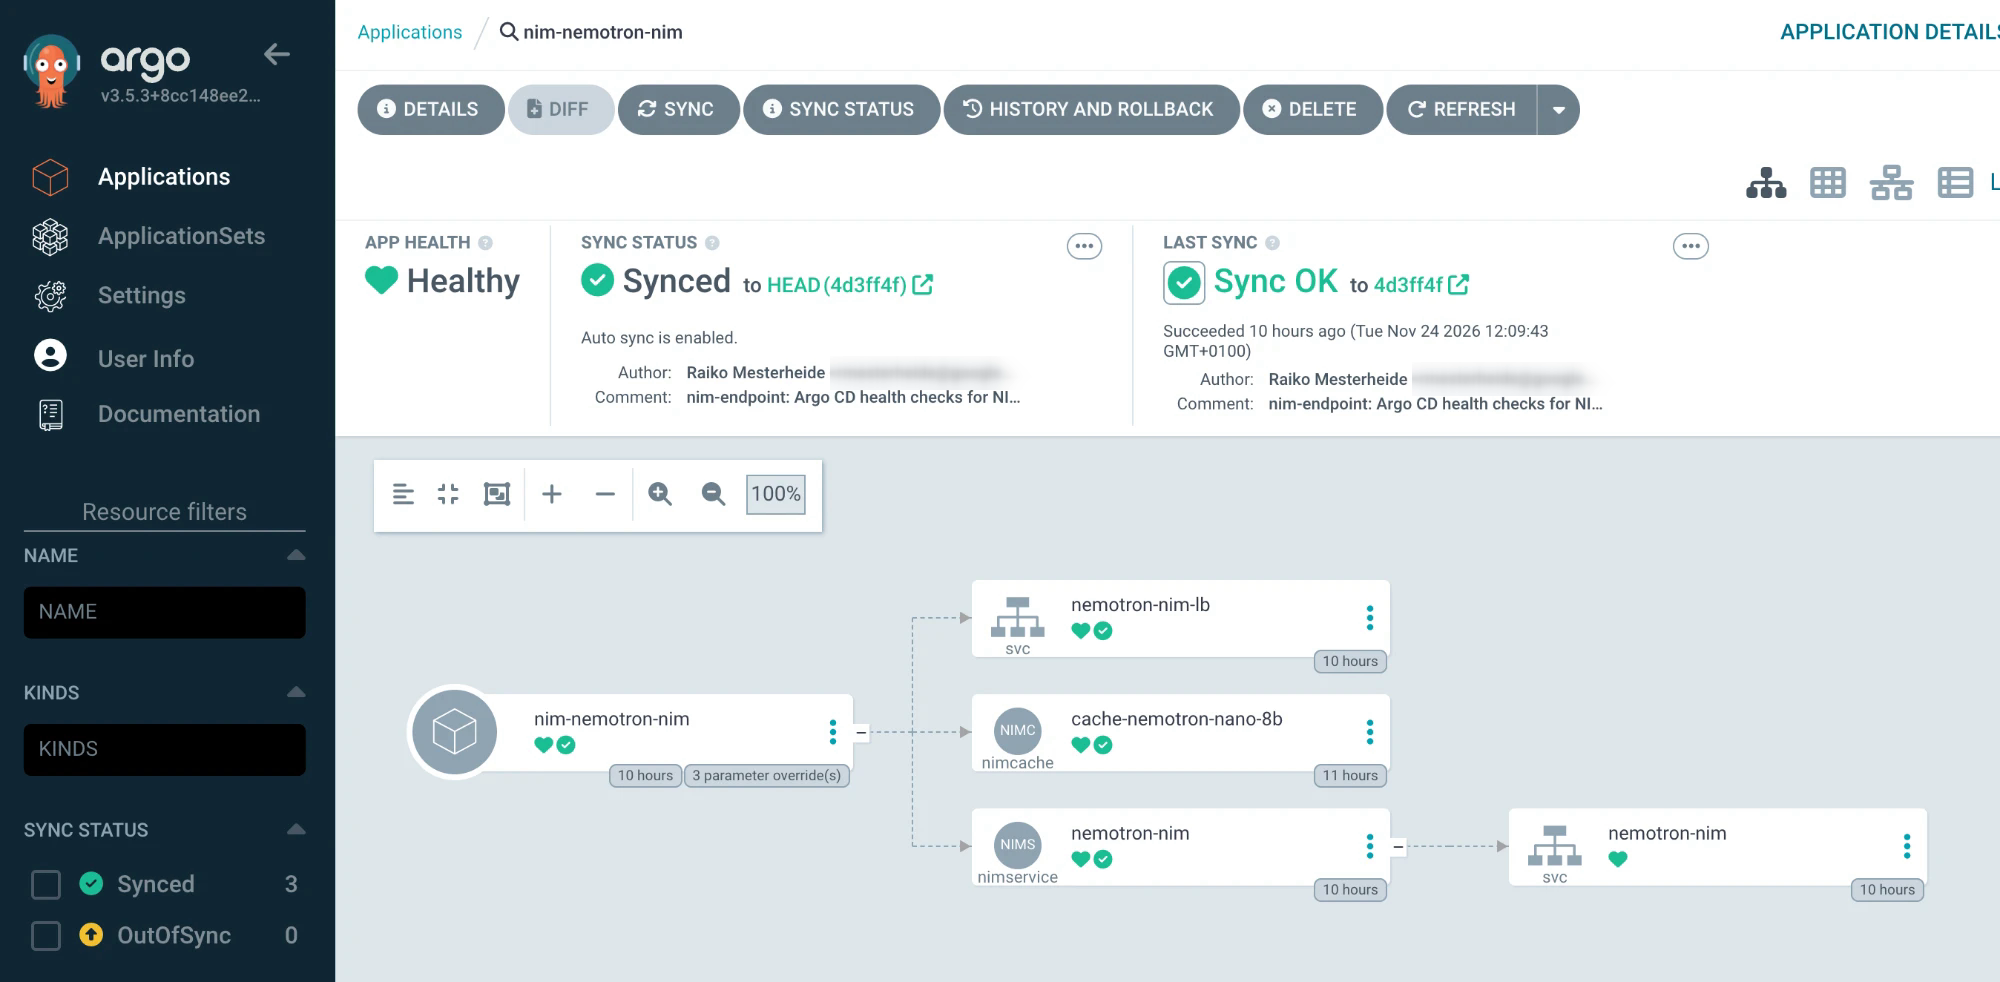 argo
v3.5.3+8cc148ee2...
Applications
ApplicationSets
Settings
User Info
Documentation
Resource filters
NAME
NAME
KINDS
KINDS
SYNC STATUS
Synced 3
OutOfSync 0
Applications / nim-nemotron-nim
APPLICATION DETAILS
DETAILS DIFF SYNC SYNC STATUS HISTORY AND ROLLBACK DELETE REFRESH
APP HEALTH
Healthy
SYNC STATUS
Synced to HEAD (4d3ff4f)
Auto sync is enabled.
Author: Raiko Mesterheide
Comment: nim-endpoint: Argo CD health checks for NI...
LAST SYNC
Sync OK to 4d3ff4f
Succeeded 10 hours ago (Tue Nov 24 2026 12:09:43
GMT+0100)
Author: Raiko Mesterheide
Comment: nim-endpoint: Argo CD health checks for NI...
100%
nim-nemotron-nim
10 hours 3 parameter override(s)
nemotron-nim-lb
svc
10 hours
cache-nemotron-nano-8b
NIMC
nimcache
11 hours
nemotron-nim
NIMS
nimservice
10 hours
nemotron-nim
svc
10 hours